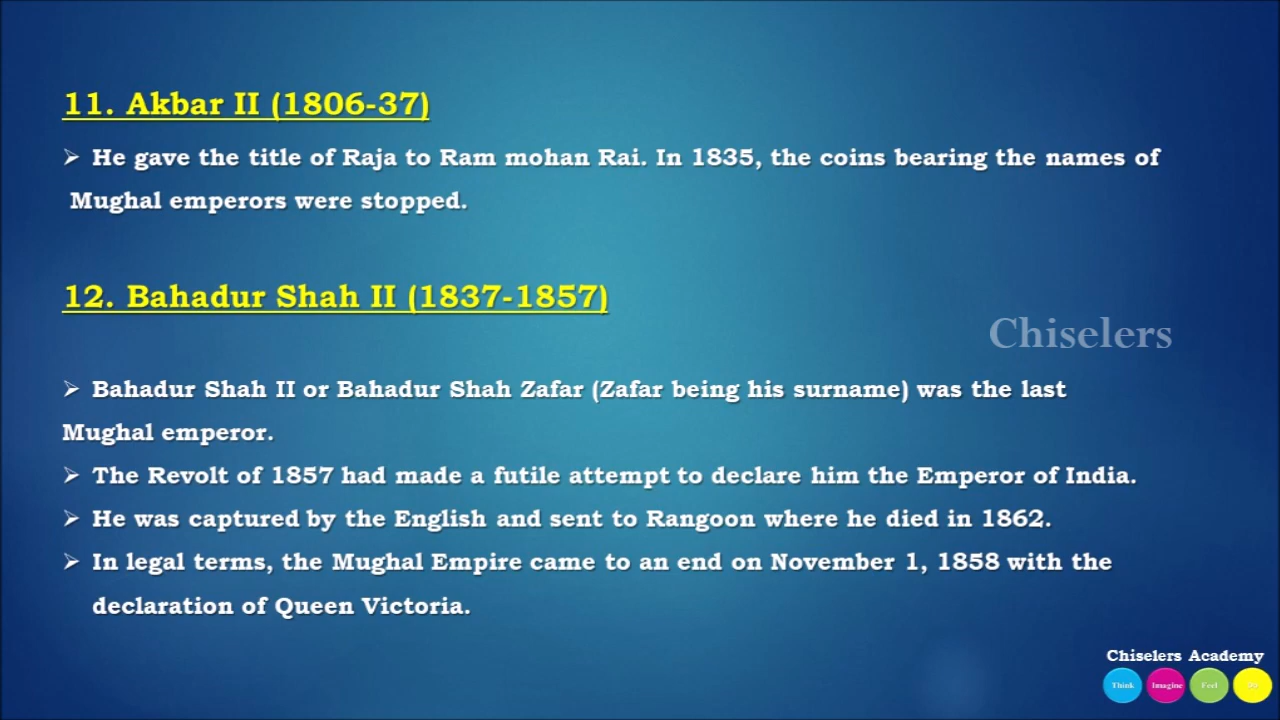 11. Akbar II (1806-37)
➢ He gave the title of Raja to Ram mohan Rai. In 1835, the coins bearing the names of
Mughal emperors were stopped.
12. Bahadur Shah II (1837-1857)
Chiselers
➢ Bahadur Shah II or Bahadur Shah Zafar (Zafar being his surname) was the last
Mughal emperor.
➢ The Revolt of 1857 had made a futile attempt to declare him the Emperor of India.
➢ He was captured by the English and sent to Rangoon where he died in 1862.
➢ In legal terms, the Mughal Empire came to an end on November 1, 1858 with the
declaration of Queen Victoria.
Chiselers Academy
Think Imagine Feel